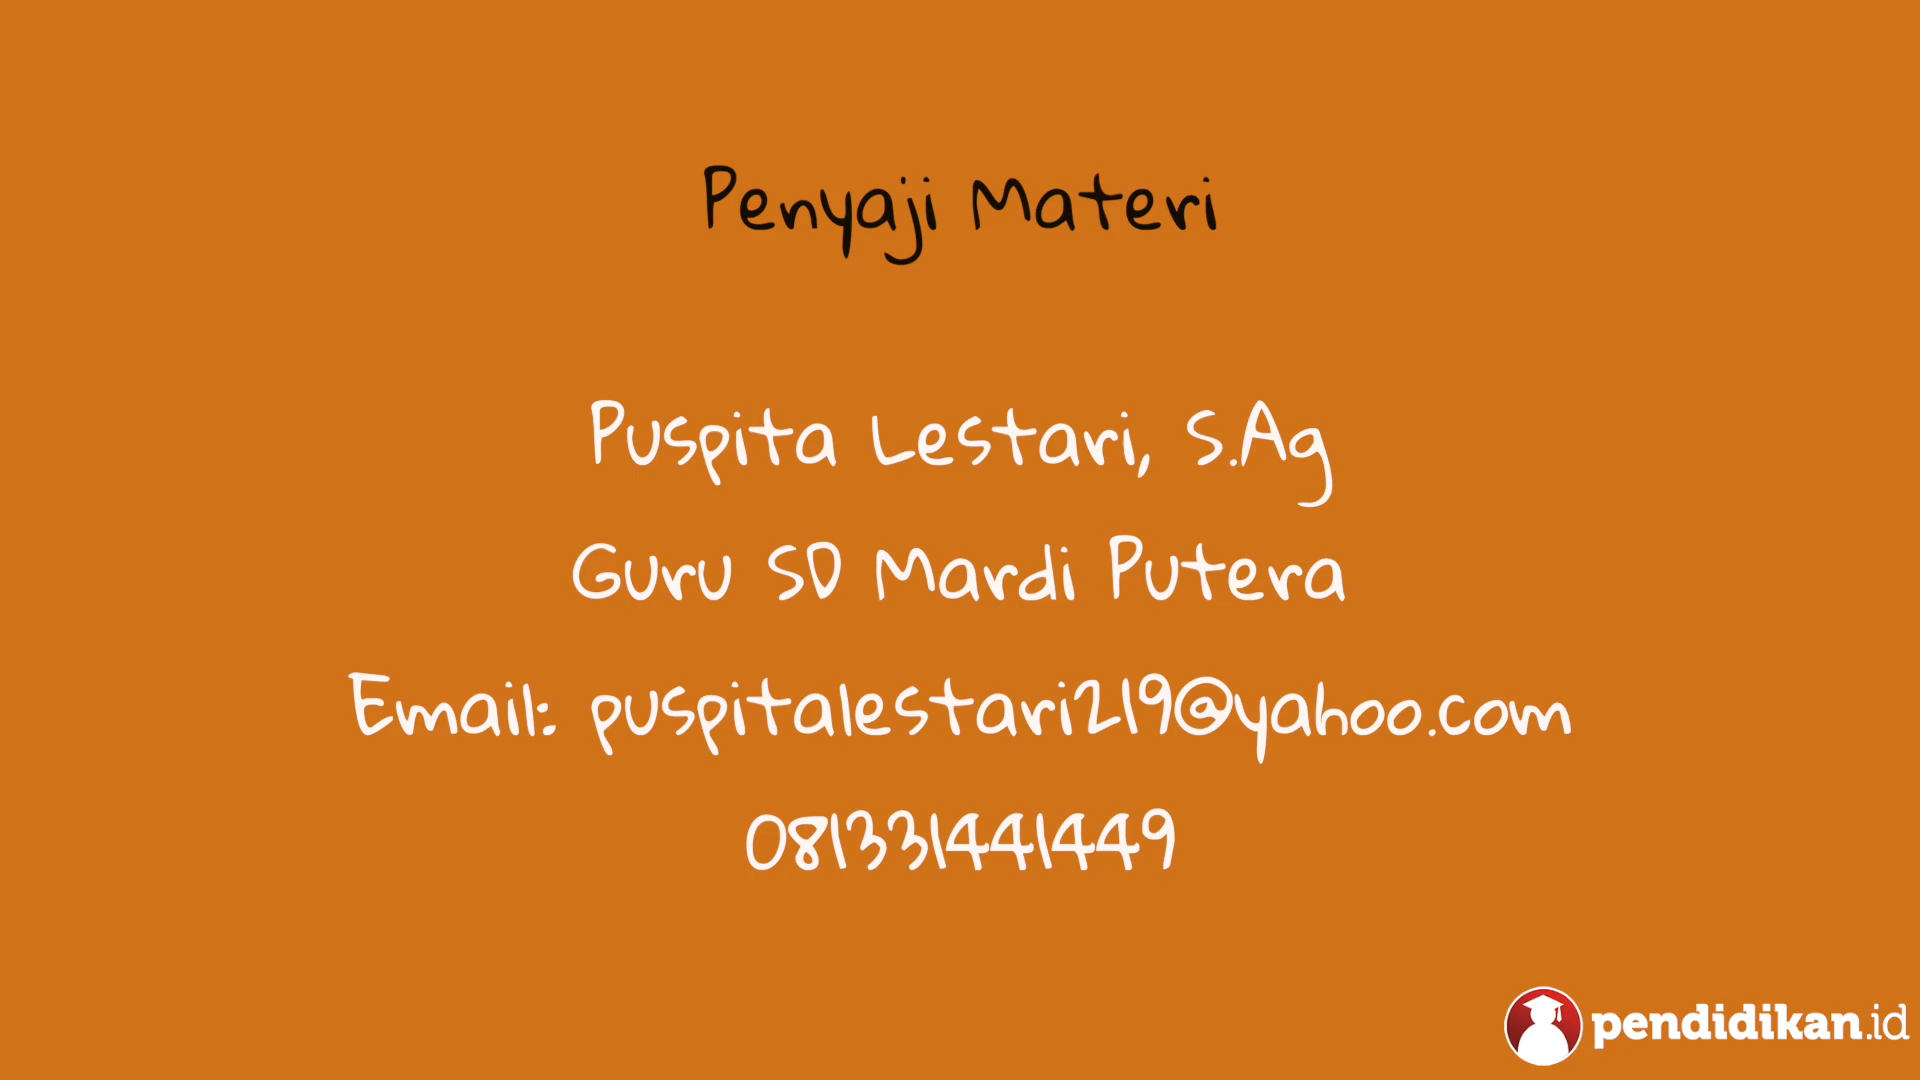 Penyaji Materi
Puspita Lestari, S.Ag
Guru SD Mardi Putera
Email: puspitalestari219@yahoo.com
081331441449
pendidikan.id